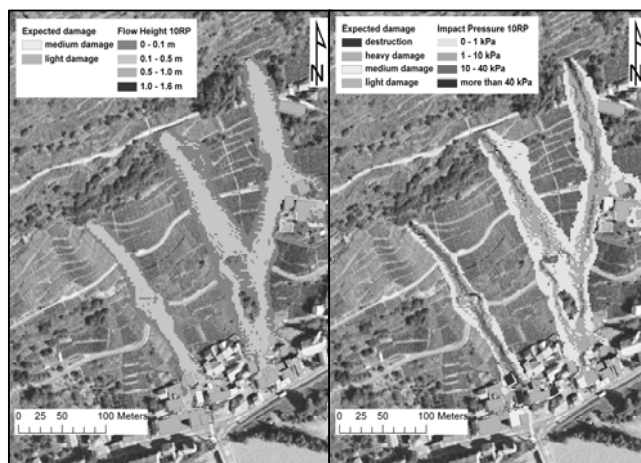 Expected damage
medium damage
light damage
Flow Height 10RP
0 - 0.1 m
0.1 - 0.5 m
0.5 - 1.0 m
1.0 - 1.6 m
N
0 25 50 100 Meters
Expected damage
destruction
heavy damage
medium damage
light damage
Impact Pressure 10RP
0 - 1 kPa
1 - 10 kPa
10 - 40 kPa
more than 40 kPa
N
0 25 50 100 Meters